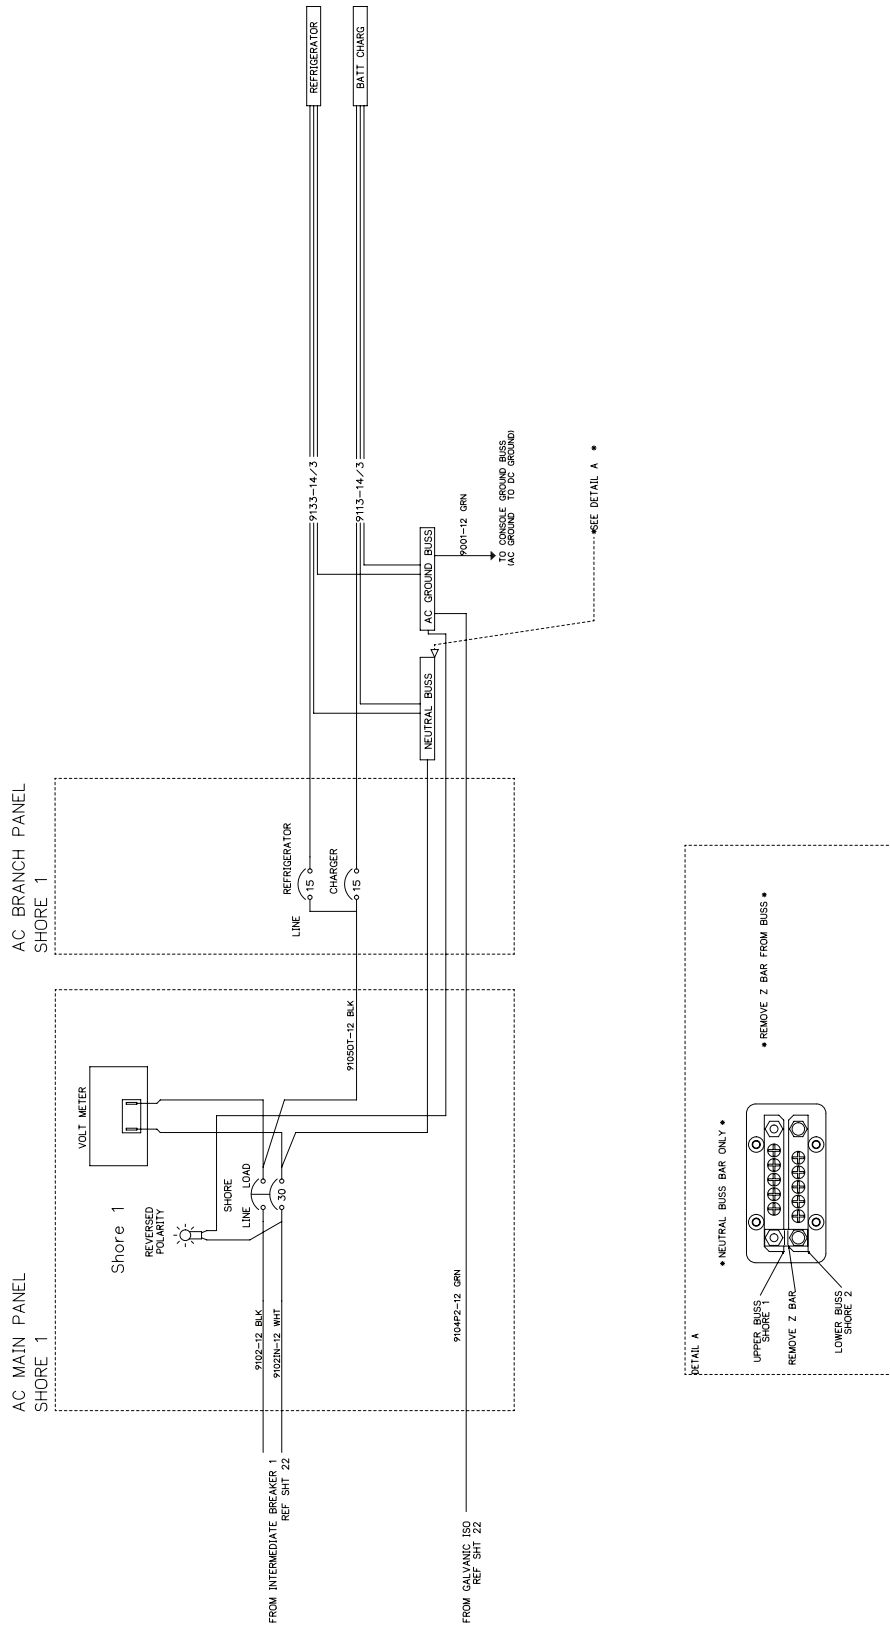 AC MAIN PANEL
SHORE 1
AC BRANCH PANEL
SHORE 1
VOLT METER
Shore 1
REVERSED
POLARITY
SHORE
LINE
LOAD
30
9102-12 BLK
9102IN-12 WHT
FROM INTERMEDIATE BREAKER 1
REF SHT 22
9105OT-12 BLK
LINE
REFRIGERATOR
15
CHARGER
15
9133-14/3
9113-14/3
REFRIGERATOR
BATT CHARG
NEUTRAL BUSS
AC GROUND BUSS
9001-12 GRN
TO CONSOLE GROUND BUSS
(AC GROUND TO DC GROUND)
FROM GALVANIC ISO
REF SHT 22
9104P2-12 GRN
*SEE DETAIL A *
DETAIL A
* NEUTRAL BUSS BAR ONLY *
* REMOVE Z BAR FROM BUSS *
UPPER BUSS
SHORE 1
REMOVE Z BAR
LOWER BUSS
SHORE 2